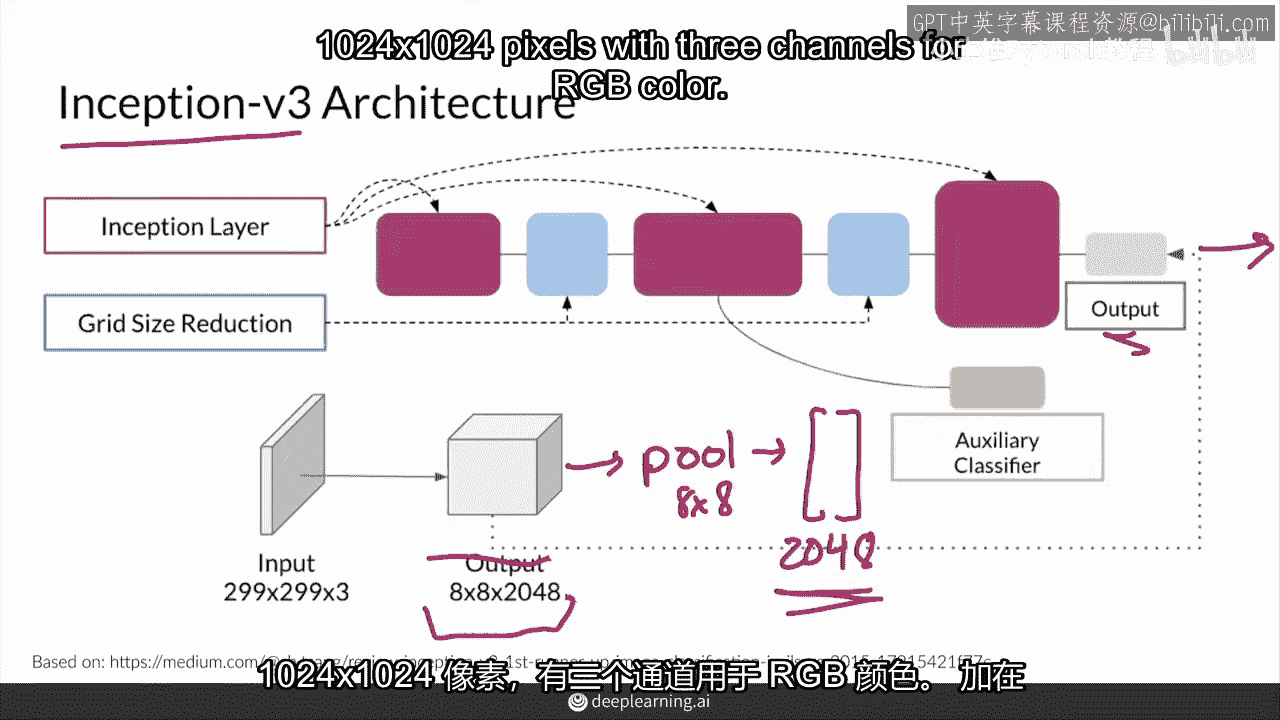 GPT中英字幕课程资源@bilibili.com
1024x1024 pixels with three channels for
RGB color.
Inception-v3 Architecture
Inception Layer
Grid Size Reduction
Output
Auxiliary
Classifier
pool
8x8
2048
Input
299x299x3
Output
8x8x2048
Based on: https://medium.com/
1024x1024 像素，有三个通道用于 RGB 颜色。 加在
deeplearning.ai